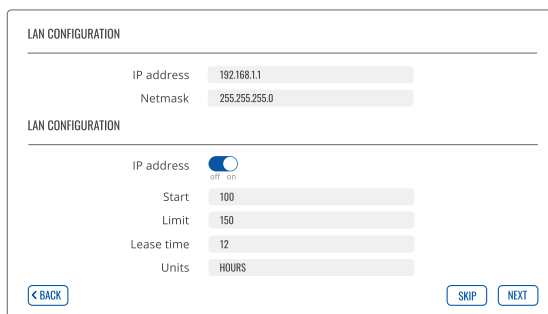 LAN CONFIGURATION
IP address 192.168.1.1
Netmask 255.255.255.0
LAN CONFIGURATION
IP address
off on
Start 100
Limit 150
Lease time 12
Units HOURS
< BACK SKIP NEXT